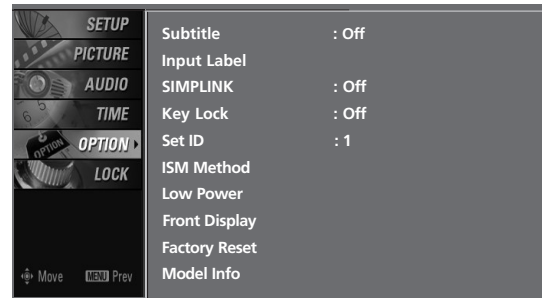 SETUP
PICTURE
AUDIO
TIME
OPTION
LOCK
Move MENU Prev
Subtitle : Off
Input Label
SIMPLINK : Off
Key Lock : Off
Set ID : 1
ISM Method
Low Power
Front Display
Factory Reset
Model Info